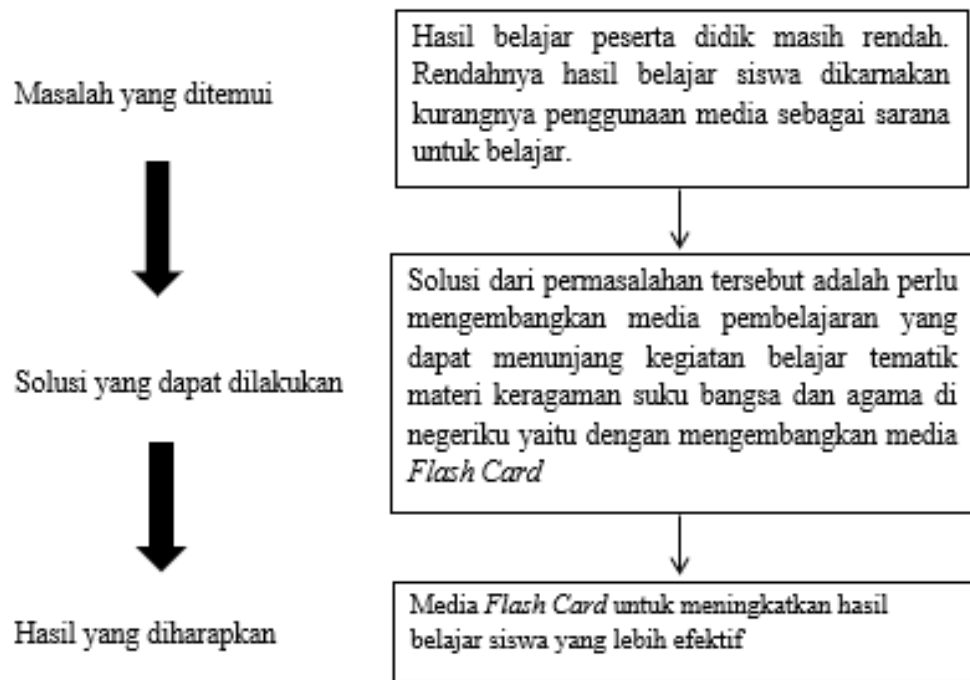 Masalah yang ditemui
Hasil belajar peserta didik masih rendah.
Rendahnya hasil belajar siswa dikarnakan
kurangnya penggunaan media sebagai sarana
untuk belajar.
Solusi yang dapat dilakukan
Solusi dari permasalahan tersebut adalah perlu
mengembangkan media pembelajaran yang
dapat menunjang kegiatan belajar tematik
materi keragaman suku bangsa dan agama di
negeriku yaitu dengan mengembangkan media
Flash Card
Hasil yang diharapkan
Media Flash Card untuk meningkatkan hasil
belajar siswa yang lebih efektif